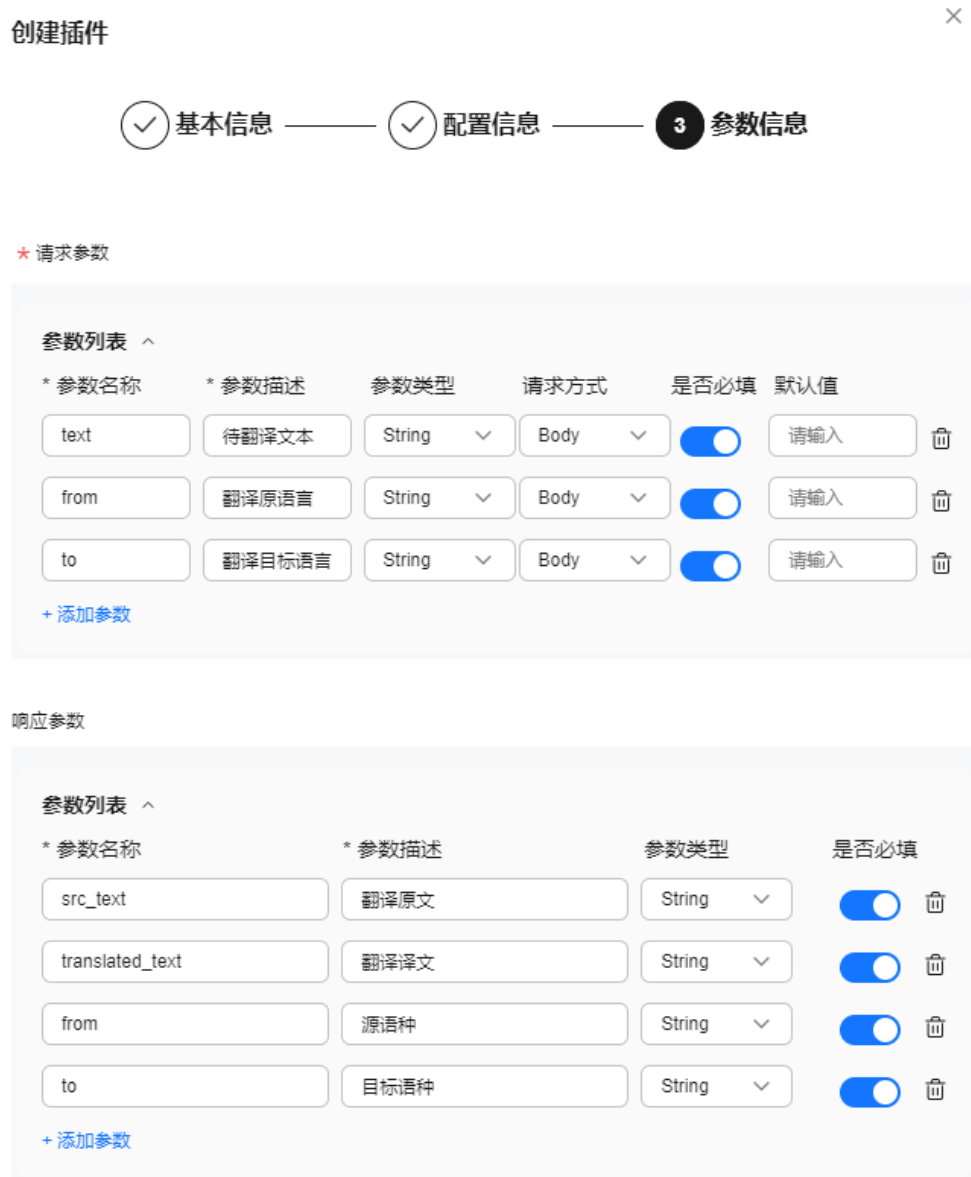 创建插件
基本信息 配置信息 3 参数信息
* 请求参数
参数列表
* 参数名称 * 参数描述 参数类型 请求方式 是否必填 默认值
text 待翻译文本 String Body 请输入
from 翻译原语言 String Body 请输入
to 翻译目标语言 String Body 请输入
+ 添加参数
响应参数
参数列表
* 参数名称 * 参数描述 参数类型 是否必填
src_text 翻译原文 String
translated_text 翻译译文 String
from 源语种 String
to 目标语种 String
+ 添加参数